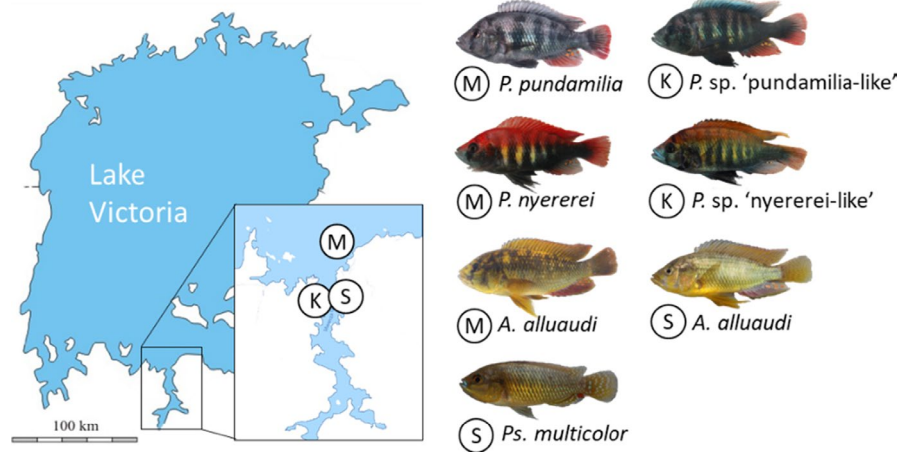 Lake
Victoria
M
K
S
100 km
M P. pundamilia
K P. sp. ‘pundamilia-like’
M P. nyererei
K P. sp. ‘nyererei-like’
M A. alluaudi
S A. alluaudi
S Ps. multicolor